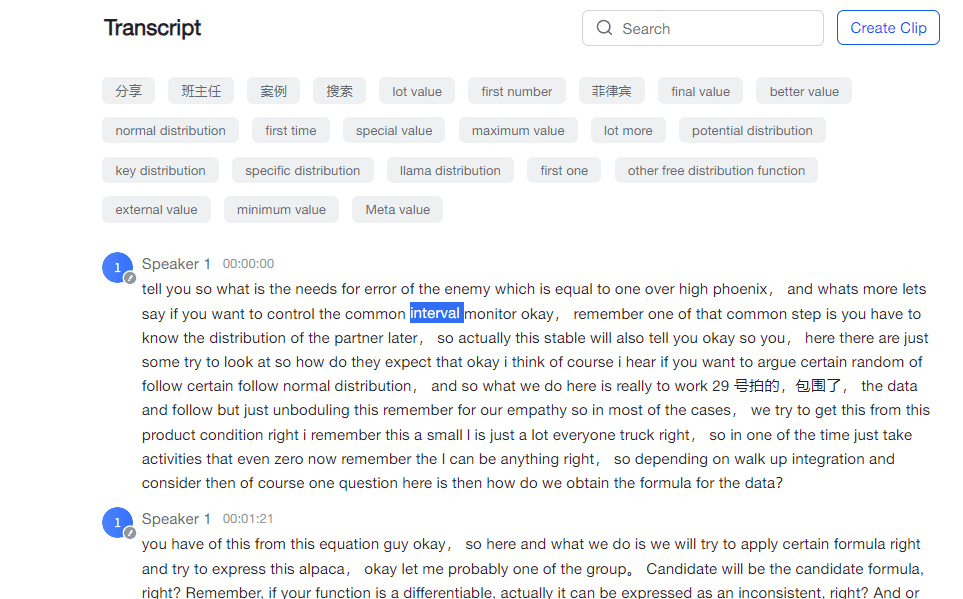 Transcript
Search
Create Clip
分享 班主任 案例 搜索 lot value first number 菲律宾 final value better value
normal distribution first time special value maximum value lot more potential distribution
key distribution specific distribution llama distribution first one other free distribution function
external value minimum value Meta value
1 Speaker 1 00:00:00
tell you so what is the needs for error of the enemy which is equal to one over high phoenix， and whats more lets
say if you want to control the common interval monitor okay， remember one of that common step is you have to
know the distribution of the partner later， so actually this stable will also tell you okay so you， here there are just
some try to look at so how do they expect that okay i think of course i hear if you want to argue certain random of
follow certain follow normal distribution， and so what we do here is really to work 29 号拍的，包围了， the data
and follow but just unboduling this remember for our empathy so in most of the cases， we try to get this from this
product condition right i remember this a small l is just a lot everyone truck right， so in one of the time just take
activities that even zero now remember the I can be anything right， so depending on walk up integration and
consider then of course one question here is then how do we obtain the formula for the data?
1 Speaker 1 00:01:21
you have of this from this equation guy okay， so here and what we do is we will try to apply certain formula right
and try to express this alpaca， okay let me probably one of the group。 Candidate will be the candidate formula,
right? Remember, if your function is a differentiable, actually it can be expressed as an inconsistent, right? And or